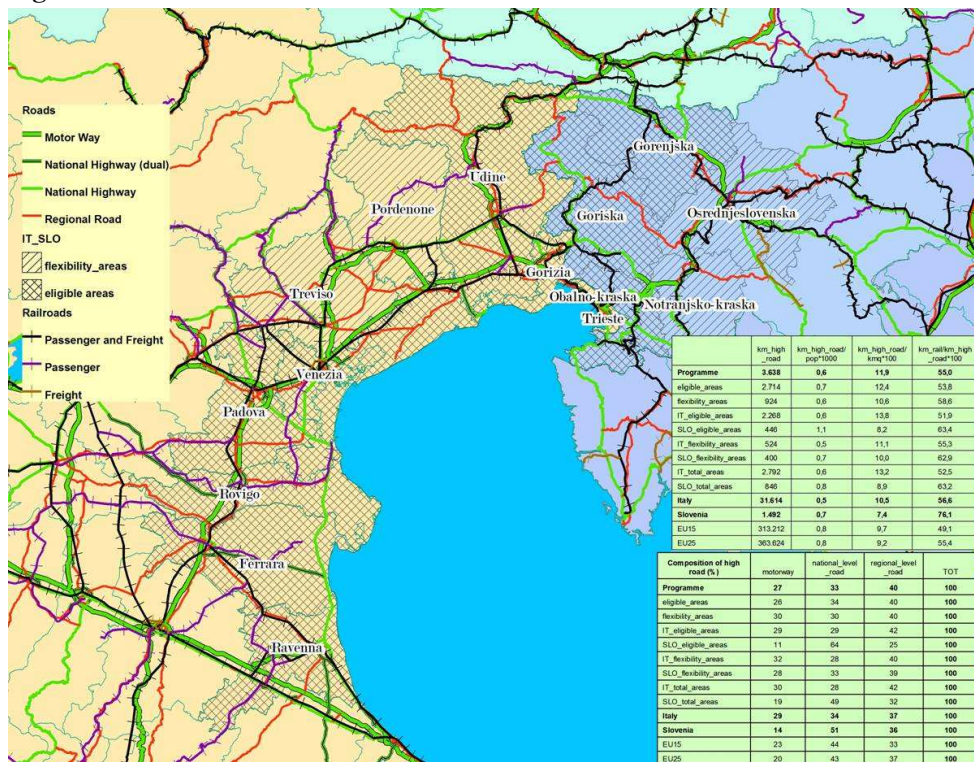 Roads
Motor Way
National Highway (dual)
National Highway
Regional Road
IT_SLO
flexibility_areas
eligible areas
Railroads
Passenger and Freight
Passenger
Freight
Gorenjska
Udine
Pordenone
Goriska
Osrednjeslovenska
Gorizia
Treviso
Obalno-kraska
Notranjsko-kraska
Trieste
Venezia
Padova
Rovigo
Ferrara
Ravenna
km_high_road km_high_road/pop*1000 km_high_road/kmq*100 km_rail/km_high_road*100
Programme 3.638 0,6 11,9 55,0
eligible_areas 2.714 0,7 12,4 53,8
flexibility_areas 924 0,6 10,6 58,6
IT_eligible_areas 2.268 0,6 13,8 51,9
SLO_eligible_areas 446 1,1 8,2 63,4
IT_flexibility_areas 524 0,5 11,1 55,3
SLO_flexibility_areas 400 0,7 10,0 62,9
IT_total_areas 2.792 0,6 13,2 52,5
SLO_total_areas 846 0,8 8,9 63,2
Italy 31.614 0,5 10,5 56,6
Slovenia 1.492 0,7 7,4 76,1
EU15 313.212 0,8 9,7 49,1
EU25 363.624 0,8 9,2 55,4
Composition of high road (%) motorway national_level_road regional_level_road TOT
Programme 27 33 40 100
eligible_areas 26 34 40 100
flexibility_areas 30 30 40 100
IT_eligible_areas 29 29 42 100
SLO_eligible_areas 11 64 25 100
IT_flexibility_areas 32 28 40 100
SLO_flexibility_areas 28 33 39 100
IT_total_areas 30 28 42 100
SLO_total_areas 19 49 32 100
Italy 29 34 37 100
Slovenia 14 51 36 100
EU15 23 44 33 100
EU25 20 43 37 100